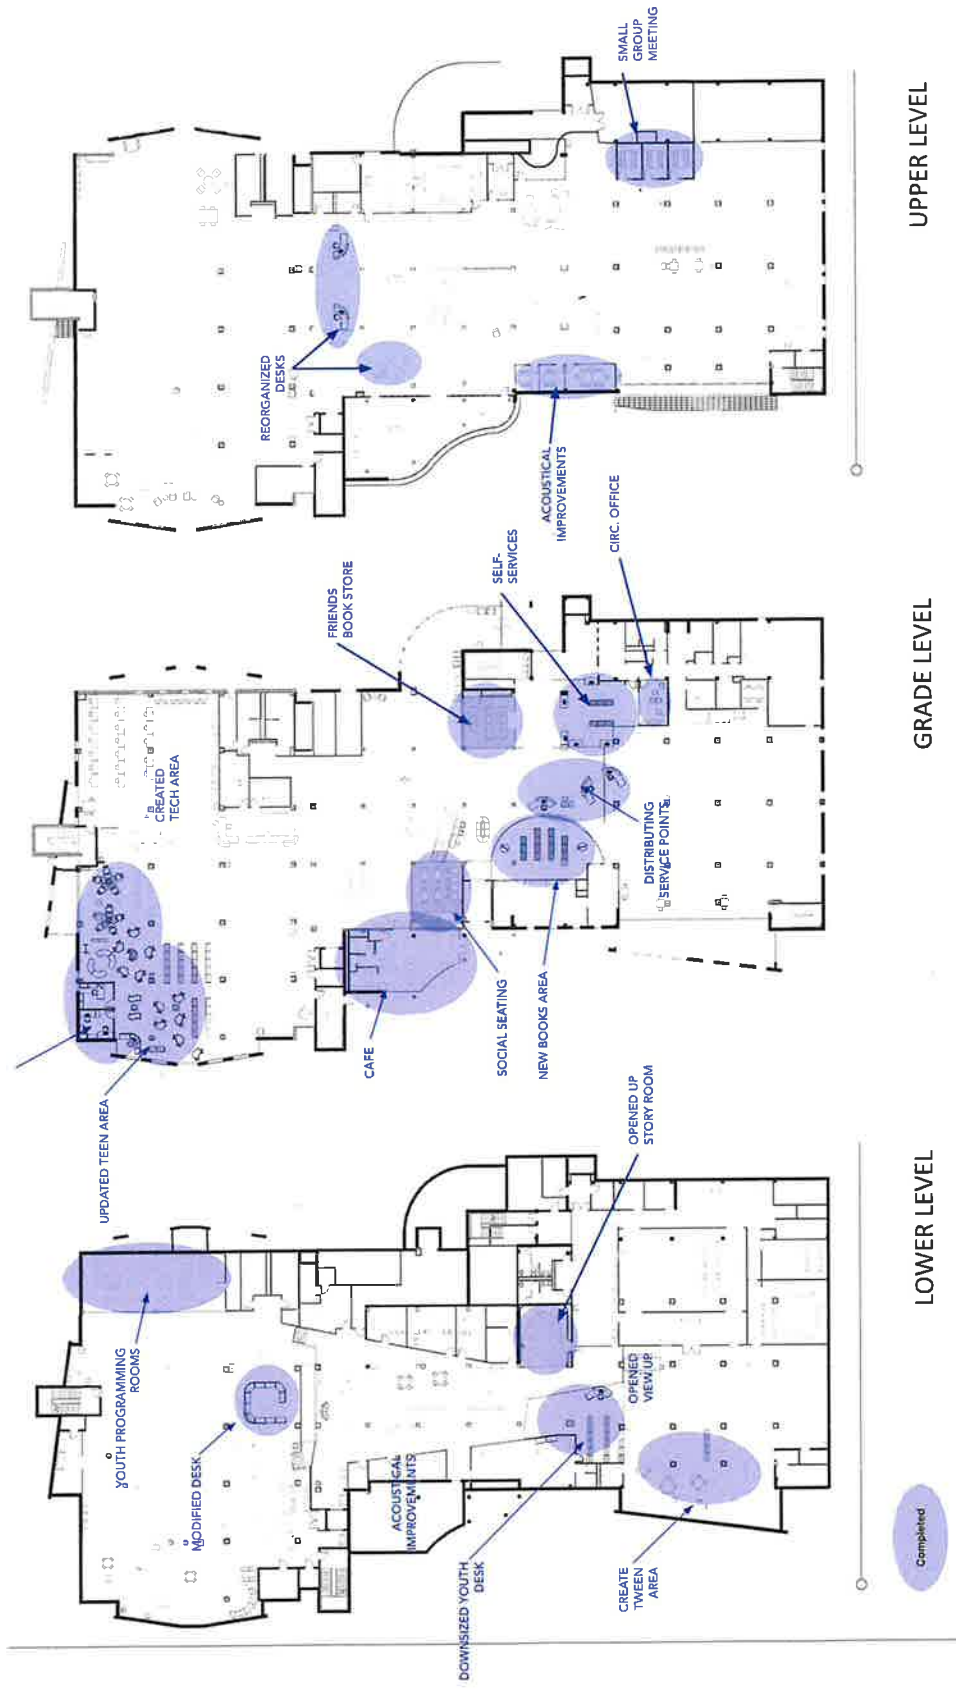 SMALL
GROUP
MEETING
UPPER LEVEL
REORGANIZED
DESKS
ACOUSTICAL
IMPROVEMENTS
CIRC. OFFICE
SELF-
SERVICES
FRIENDS
BOOK STORE
GRADE LEVEL
CREATED
TECH AREA
DISTRIBUTING
SERVICE POINTS
NEW BOOKS AREA
SOCIAL SEATING
CAFE
UPDATED TEEN AREA
OPENED UP
STORY ROOM
LOWER LEVEL
YOUTH PROGRAMMING
ROOMS
OPENED
VIEW UP
MODIFIED DESK
ACOUSTICAL
IMPROVEMENTS
DOWNSIZED YOUTH
DESK
CREATE
TWEEN
AREA
Completed